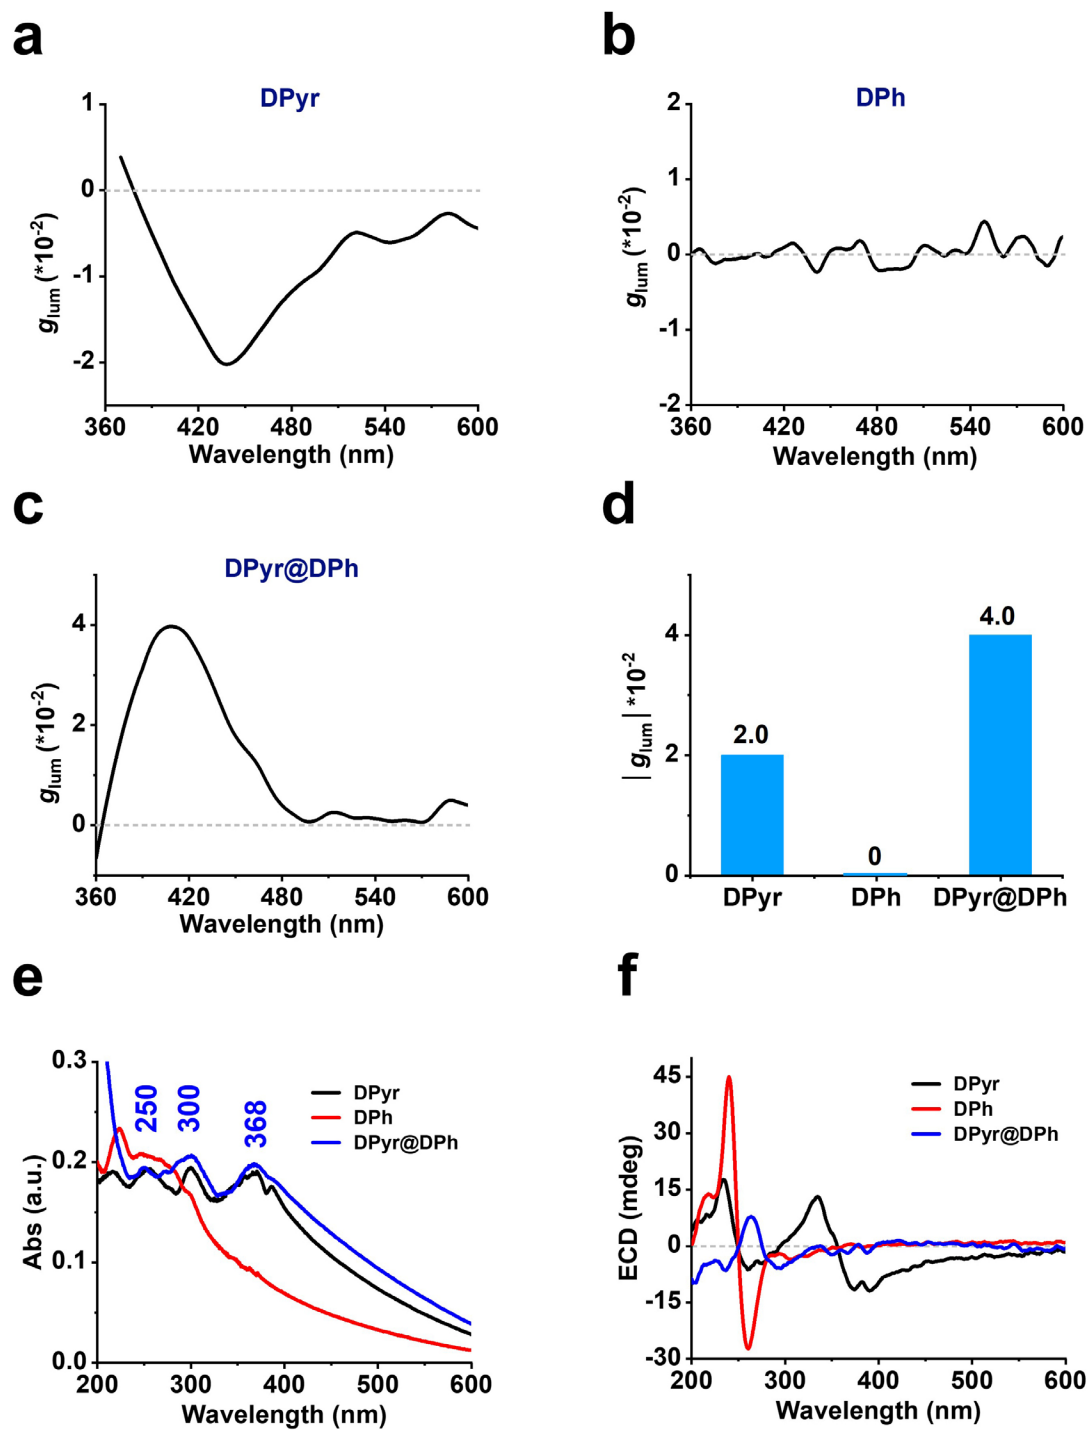 a
DPyr
1
0
-1
-2
g_lum (*10^-2)
360 420 480 540 600
Wavelength (nm)
b
DPh
2
1
0
-1
-2
g_lum (*10^-2)
360 420 480 540 600
Wavelength (nm)
c
DPyr@DPh
4
2
0
g_lum (*10^-2)
360 420 480 540 600
Wavelength (nm)
d
4
2
0
| g_lum | *10^-2
2.0
0
4.0
DPyr DPh DPyr@DPh
e
0.3
0.2
0.1
0.0
Abs (a.u.)
250
300
368
DPyr
DPh
DPyr@DPh
200 300 400 500 600
Wavelength (nm)
f
45
30
15
0
-15
-30
ECD (mdeg)
DPyr
DPh
DPyr@DPh
200 300 400 500 600
Wavelength (nm)